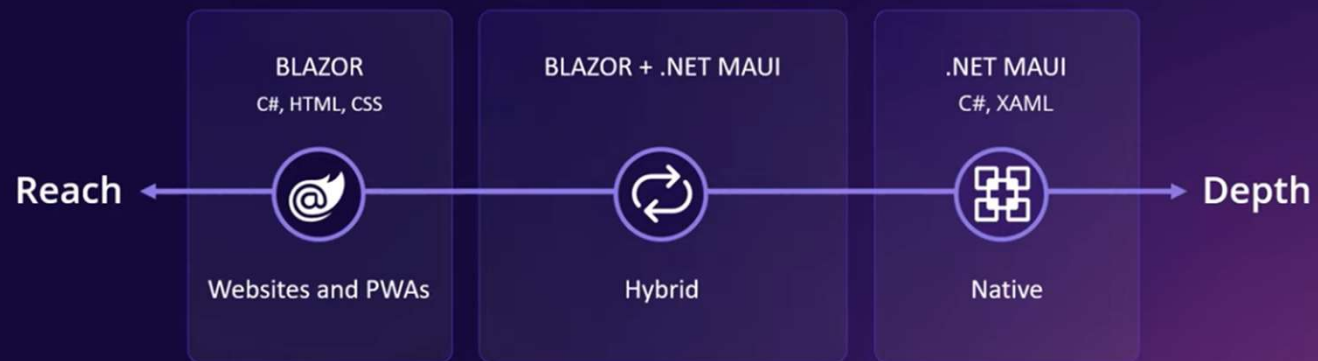 BLAZOR
C#, HTML, CSS
BLAZOR + .NET MAUI
.NET MAUI
C#, XAML
Reach
@
Depth
Websites and PWAs
Hybrid
Native